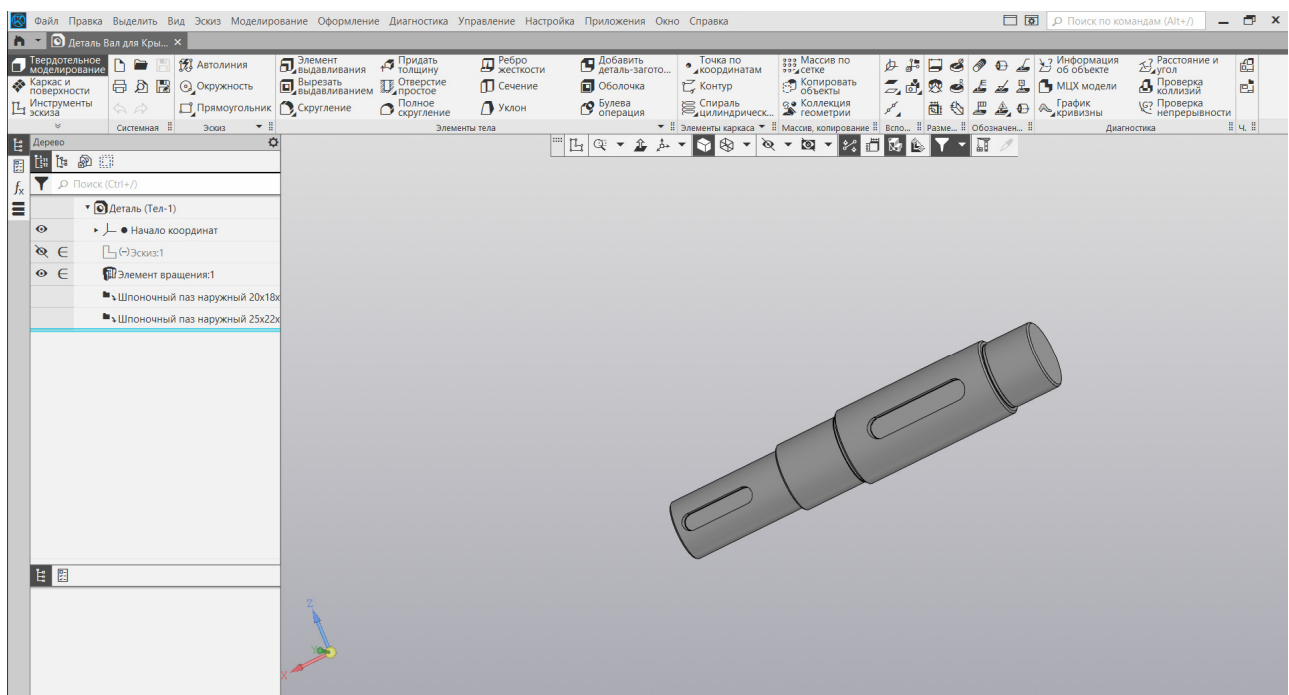 Файл Правка Выделить Вид Эскиз Моделирование Оформление Диагностика Управление Настройка Приложения Окно Справка
Поиск по командам (Alt+/)
Деталь Вал для Кры...
Твердотельное моделирование
Каркас и поверхности
Инструменты эскиза
Системная
Автолиния
Окружность
Прямоугольник
Эскиз
Элемент выдавливания
Вырезать выдавливанием
Скругление
Придать толщину
Отверстие простое
Полное скругление
Ребро жесткости
Сечение
Уклон
Добавить деталь-загото...
Оболочка
Булева операция
Элементы тела
Точка по координатам
Контур
Спираль цилиндрическ...
Элементы каркаса
Массив по сетке
Копировать объекты
Коллекция геометрии
Массив, копирование
Вспо...
Разме...
Обозначен...
Информация об объекте
МЦХ модели
График кривизны
Расстояние и угол
Проверка коллизий
Проверка непрерывности
Диагностика
Ч.
Дерево
Поиск (Ctrl+/)
Деталь (Тел-1)
Начало координат
(-)Эскиз:1
Элемент вращения:1
Шпоночный паз наружный 20x18x
Шпоночный паз наружный 25x22x
Z
Y
X